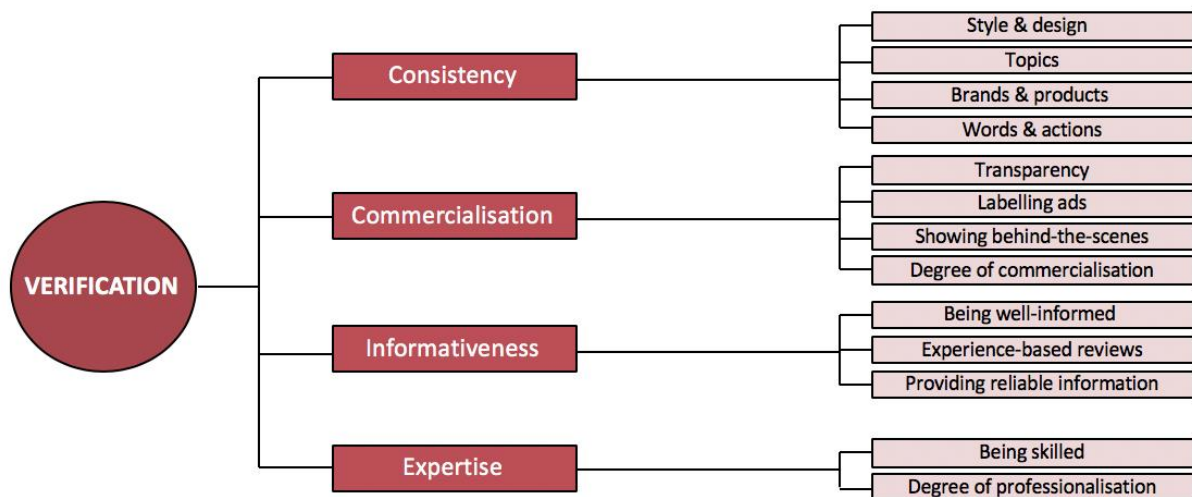 VERIFICATION
Consistency
Style & design
Topics
Brands & products
Words & actions
Commercialisation
Transparency
Labelling ads
Showing behind-the-scenes
Degree of commercialisation
Informativeness
Being well-informed
Experience-based reviews
Providing reliable information
Expertise
Being skilled
Degree of professionalisation